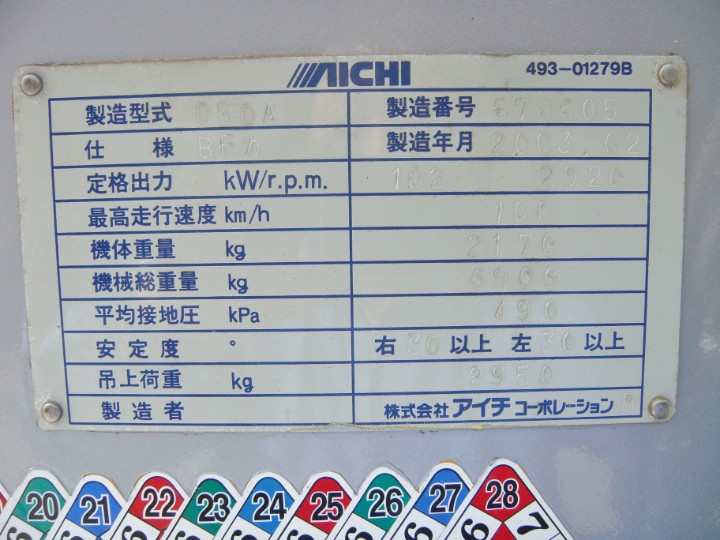 AICHI 493-01279B
製造型式 D50A 製造番号
仕様 製造年月 2003.02
定格出力 kW/r.p.m. 102 2920
最高走行速度 km/h 100
機体重量 kg 2170
機械総重量 kg 6906
平均接地圧 kPa 490
安定度 ° 右30以上 左30以上
吊上荷重 kg 2950
製造者 株式会社 アイチ コーポレーション
20 21 22 23 24 25 26 27 28
7